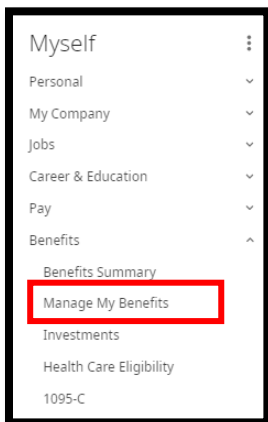 Myself
Personal
My Company
Jobs
Career & Education
Pay
Benefits
Benefits Summary
Manage My Benefits
Investments
Health Care Eligibility
1095-C